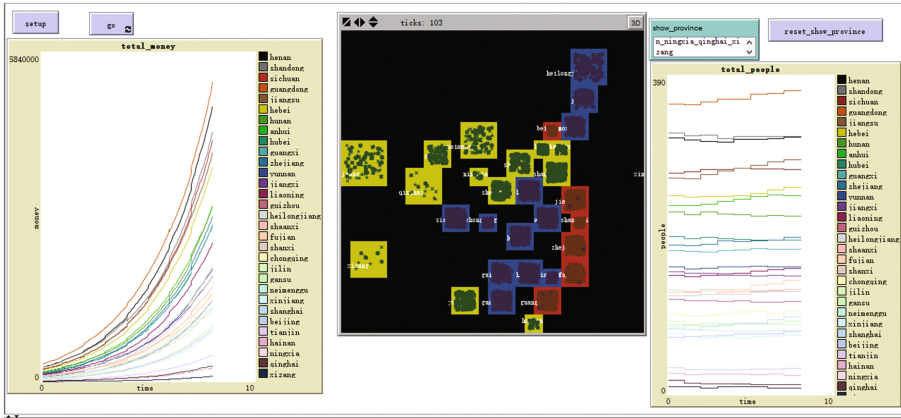 setup
go
ticks: 103
3D
show_province
n_ningxia_qinghai_xi
zang
reset_show_province
total_money
5840000
money
0
0
time
10
henan
shandong
sichuan
guangdong
jiangsu
hebei
hunan
anhui
hubei
guangxi
zhejiang
yunnan
jiangxi
liaoning
guizhou
heilongjiang
shaanxi
fujian
shanxi
chongqing
jilin
gansu
neimenggu
xinjiang
shanghai
beijing
tianjin
hainan
ningxia
qinghai
xizang
heilongj
total_people
390
people
0
0
time
10
henan
shandong
sichuan
guangdong
jiangsu
hebei
hunan
anhui
hubei
guangxi
zhejiang
yunnan
jiangxi
liaoning
guizhou
heilongjiang
shaanxi
fujian
shanxi
chongqing
jilin
gansu
neimenggu
xinjiang
shanghai
beijing
tianjin
hainan
ningxia
qinghai